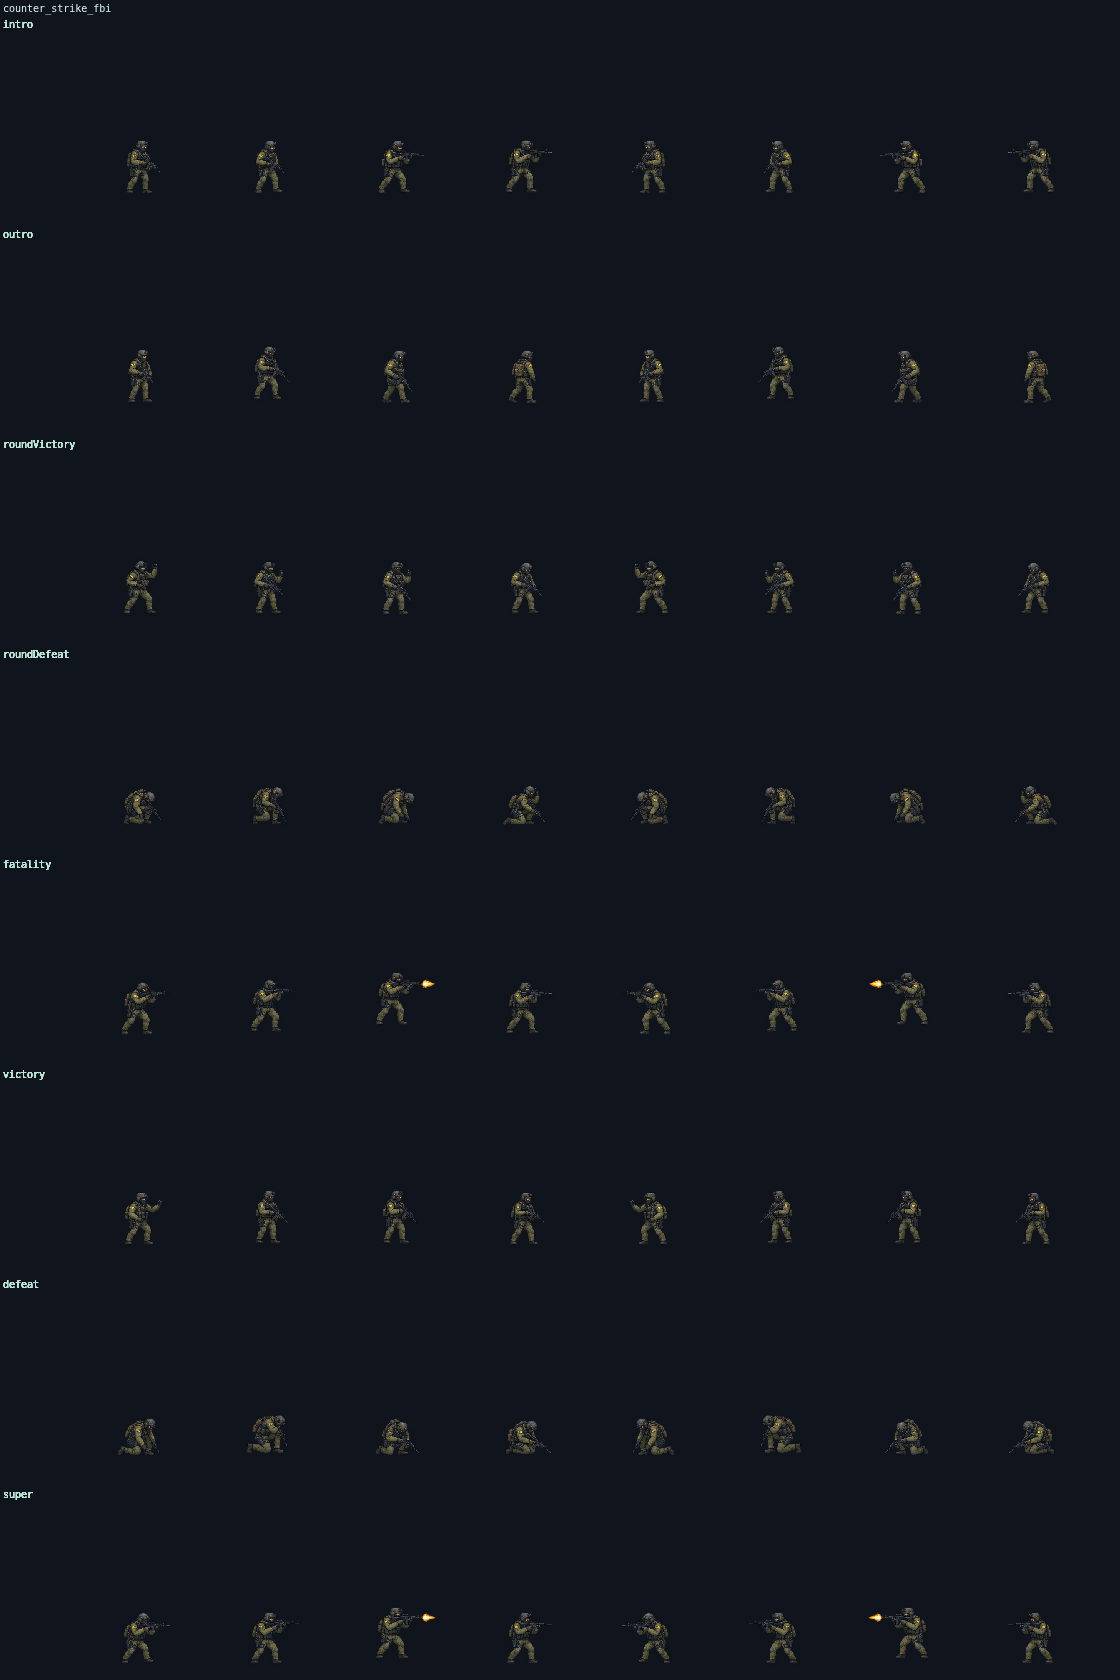 counter_strike_fbi
intro
outro
roundVictory
roundDefeat
fatality
victory
defeat
super